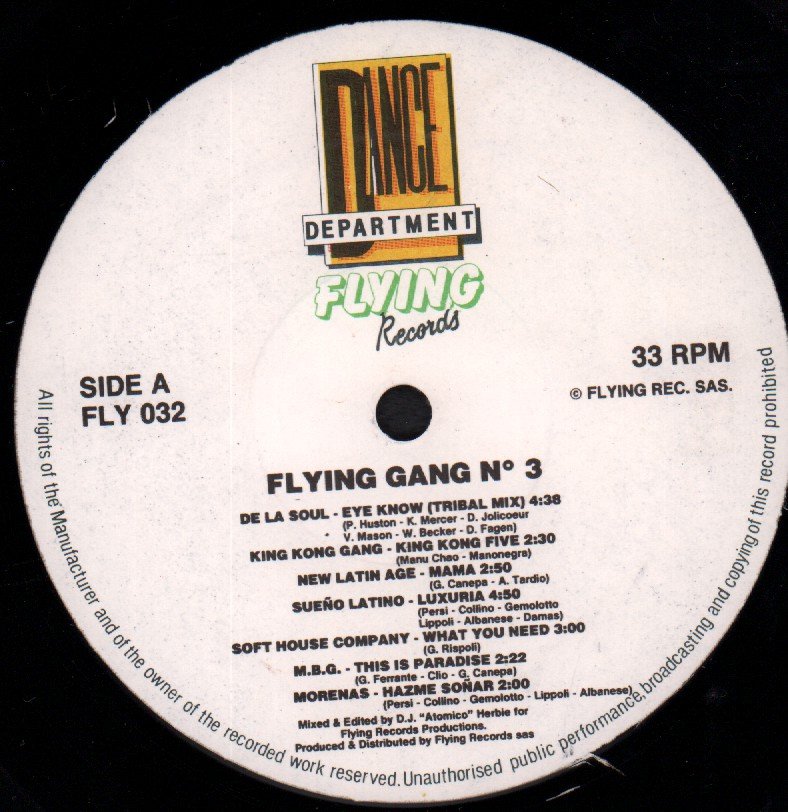 DANCE
DEPARTMENT
FLYING
Records
SIDE A
FLY 032
33 RPM
© FLYING REC. SAS.
FLYING GANG N° 3
DE LA SOUL - EYE KNOW (TRIBAL MIX) 4:38
(P. Huston - K. Mercer - D. Jolicoeur
V. Mason - W. Becker - D. Fagen)
KING KONG GANG - KING KONG FIVE 2:30
(Manu Chao - Manonegra)
NEW LATIN AGE - MAMA 2:50
(G. Canepa - A. Tardio)
SUEÑO LATINO - LUXURIA 4:50
(Persi - Collino - Gemolotto
Lippoli - Albanese - Damas)
SOFT HOUSE COMPANY - WHAT YOU NEED 3:00
(G. Rispoli)
M.B.G. - THIS IS PARADISE 2:22
(G. Ferrante - Clio - G. Canepa)
MORENAS - HAZME SOÑAR 2:00
(Persi - Collino - Gemolotto - Lippoli - Albanese)
Mixed & Edited by D.J. "Atomico" Herbie for
Flying Records Productions.
Produced & Distributed by Flying Records sas
All rights of the Manufacturer and of the owner of the recorded work reserved. Unauthorised public performance, broadcasting and copying of this record prohibited